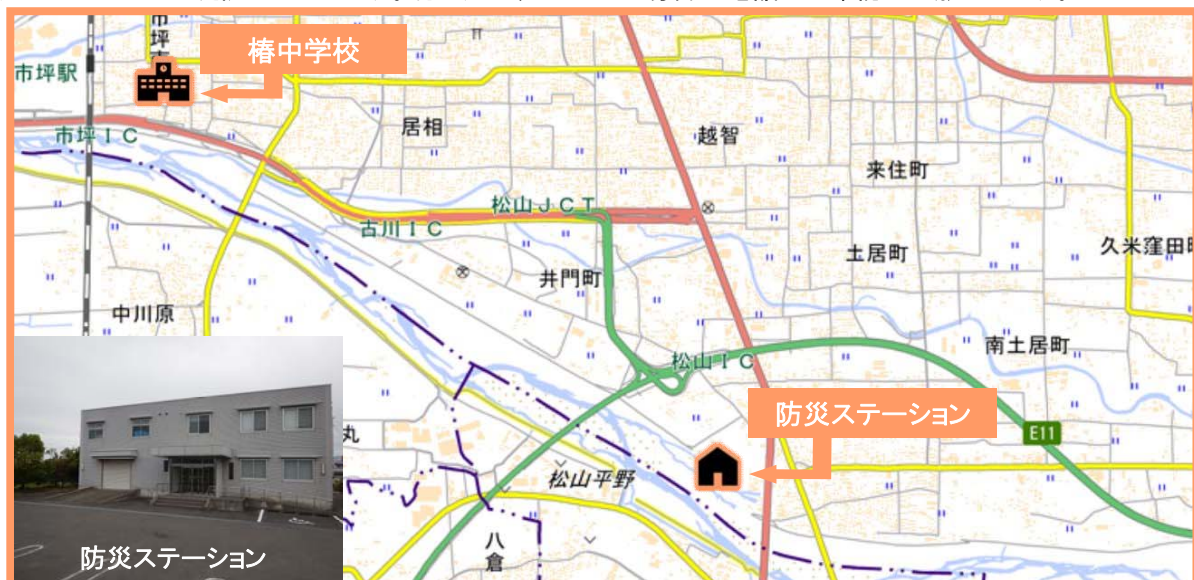 椿中学校
市坪
市坪駅
市坪IC
居相
越智
来住町
松山JCT
古川IC
土居町
久米窪田
井門町
中川原
松山IC
南土居町
防災ステーション
E11
丸
松山平野
八倉
防災ステーション